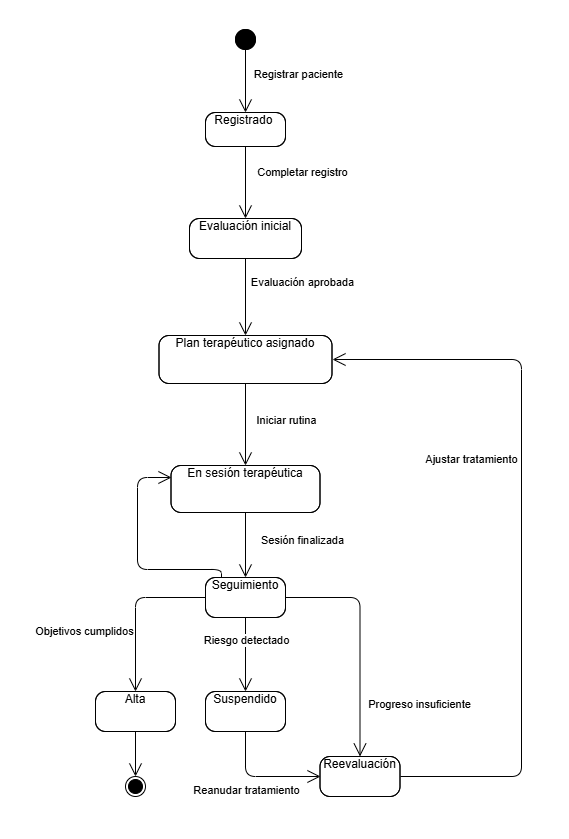 Registrar paciente
Registrado
Completar registro
Evaluación inicial
Evaluación aprobada
Plan terapéutico asignado
Iniciar rutina
Ajustar tratamiento
En sesión terapéutica
Sesión finalizada
Seguimiento
Objetivos cumplidos
Riesgo detectado
Alta
Suspendido
Progreso insuficiente
Reevaluación
Reanudar tratamiento